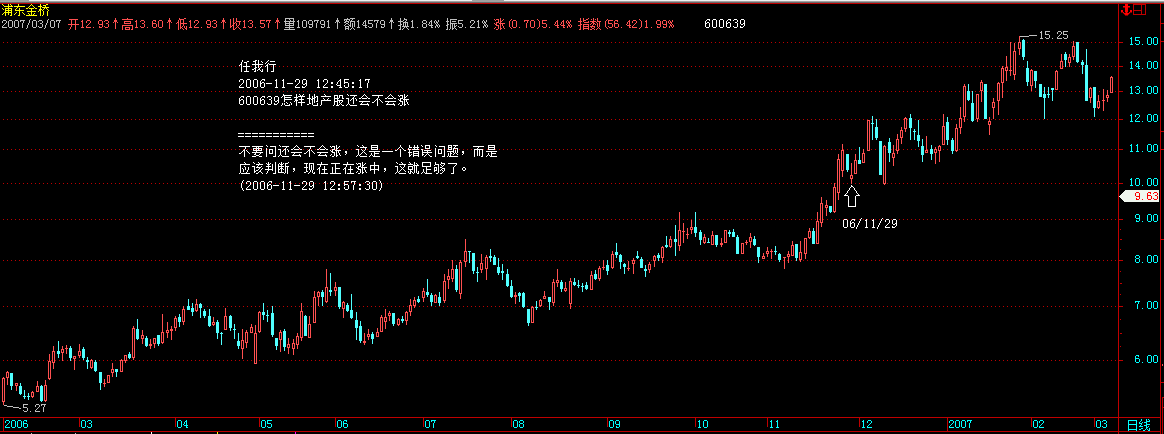 浦东金桥
2007/03/07 开12.93↑高13.60↑低12.93↑收13.57↑量109791↑额14579↑换1.84% 振5.21% 涨(0.70)5.44% 指数(56.42)1.99% 600639
15.25
15.00
任我行
14.00
2006-11-29 12:45:17
13.00
600639怎样地产股还会不会涨
12.00
===========
11.00
不要问还会不会涨，这是一个错误问题，而是
应该判断，现在正在涨中，这就足够了。
(2006-11-29 12:57:30)
10.00
9.63
9.00
06/11/29
8.00
7.00
6.00
5.27
2006 03 04 05 06 07 08 09 10 11 12 2007 02 03 日线